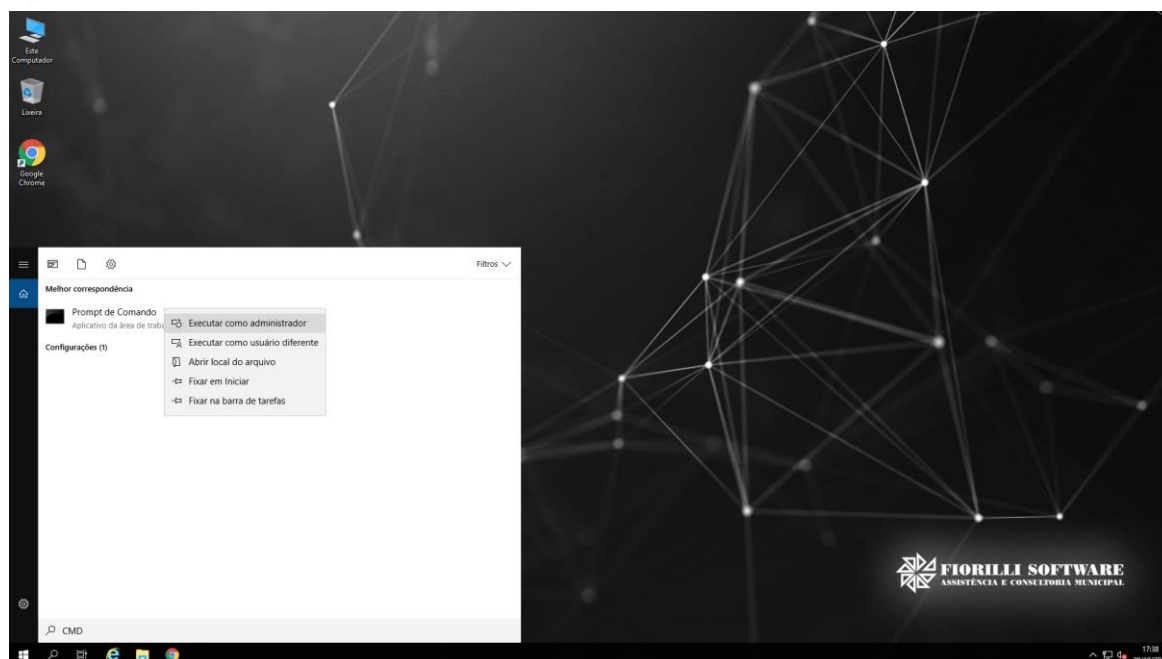 Este
Computador
Lixeira
Google
Chrome
Filtros
Melhor correspondência
Prompt de Comando
Aplicativo da área de
Configurações (1)
Executar como administrador
Executar como usuário diferente
Abrir local do arquivo
Fixar em Iniciar
Fixar na barra de tarefas
FIORILLI SOFTWARE
ASSISTÊNCIA E CONSULTORIA MUNICIPAL
CMD
17:38